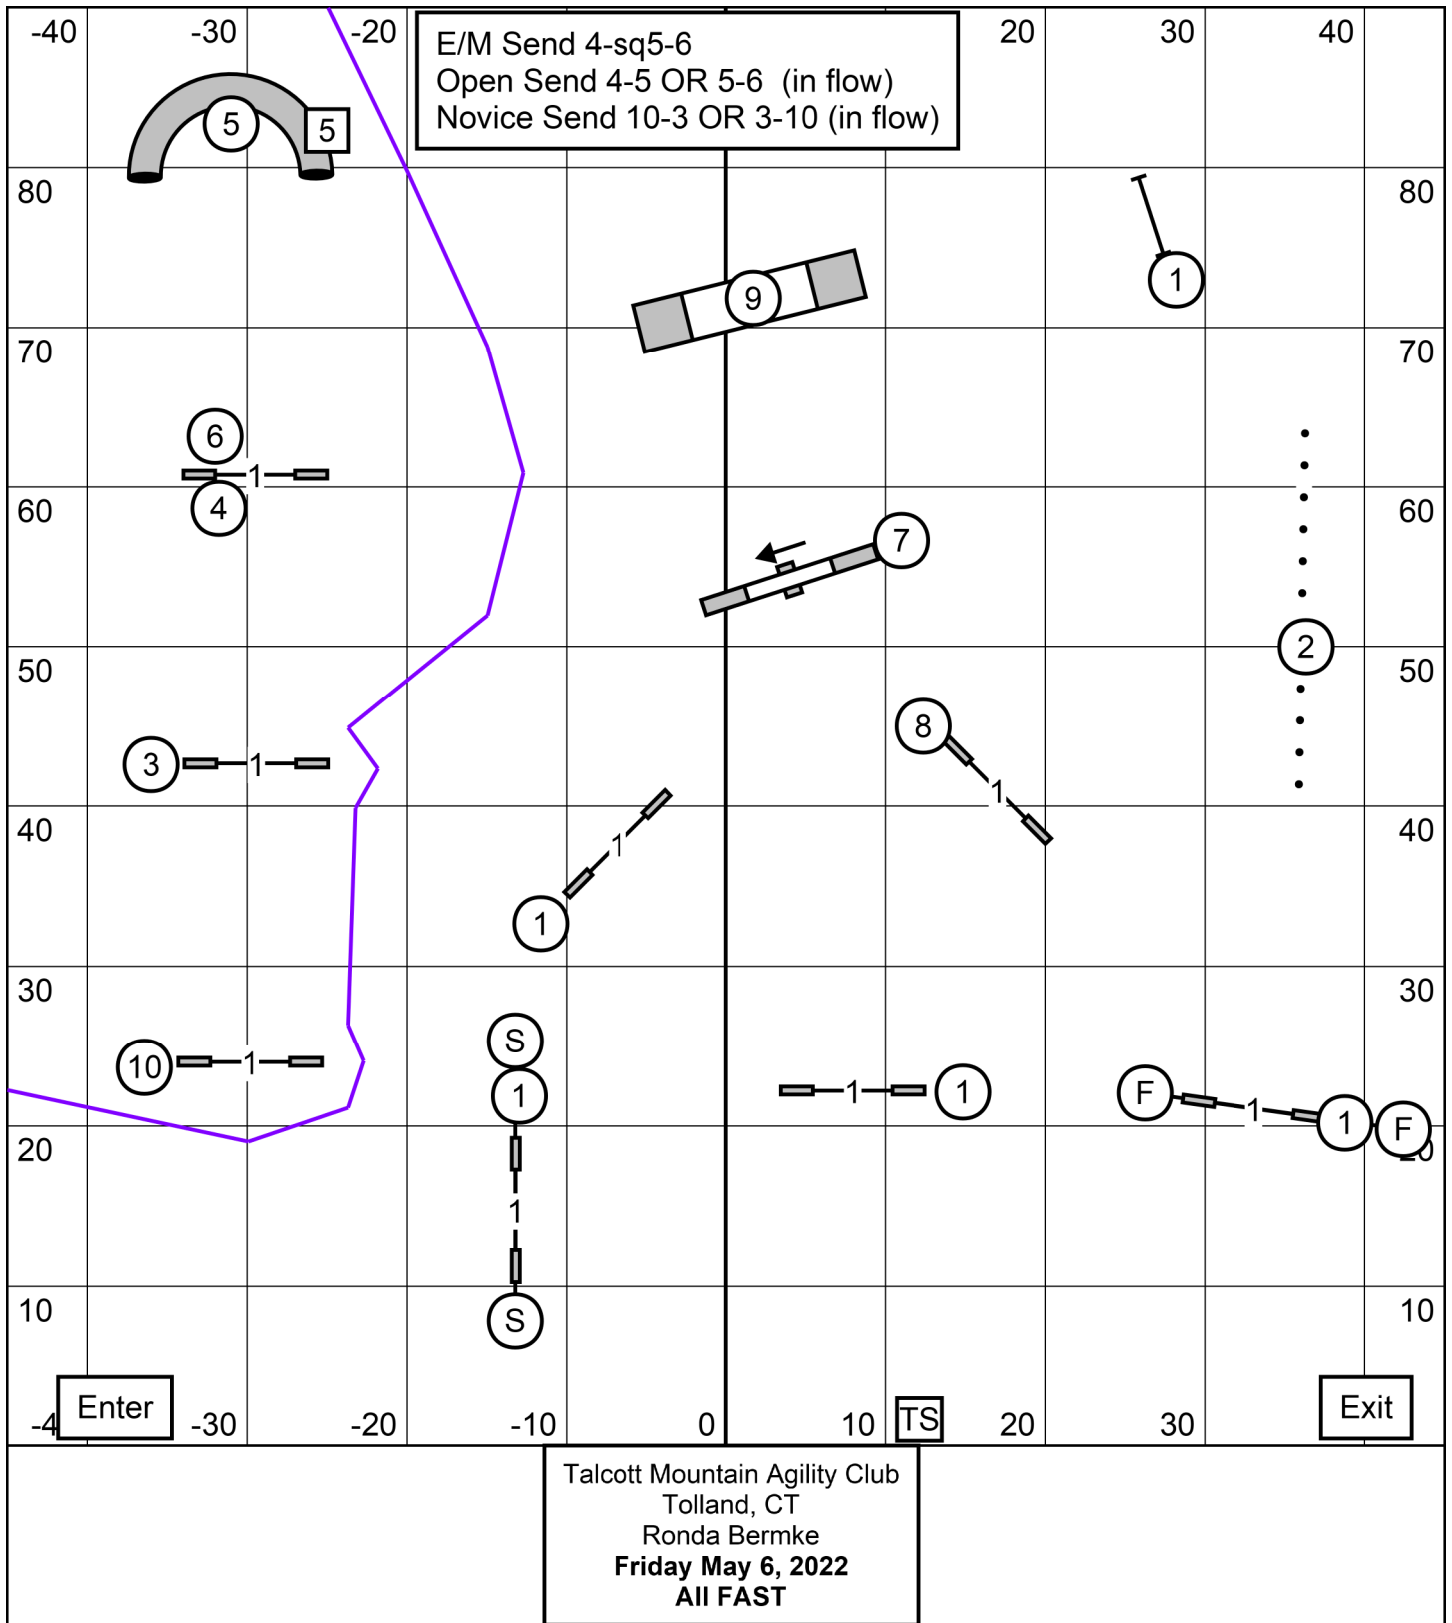 -40 -30 -20 20 30 40
E/M Send 4-sq5-6
Open Send 4-5 OR 5-6 (in flow)
Novice Send 10-3 OR 3-10 (in flow)
5 5
80 80
1
9
70 70
6
1
4
60 60
7
2
50 50
8
3 1
1
40 1 40
1
30 30
S
10 1
1 1 1 F 1 1 F
20 20
1
10 S 10
Enter Exit
-4 -30 -20 -10 0 10 TS 20 30
Talcott Mountain Agility Club
Tolland, CT
Ronda Bermke
Friday May 6, 2022
All FAST